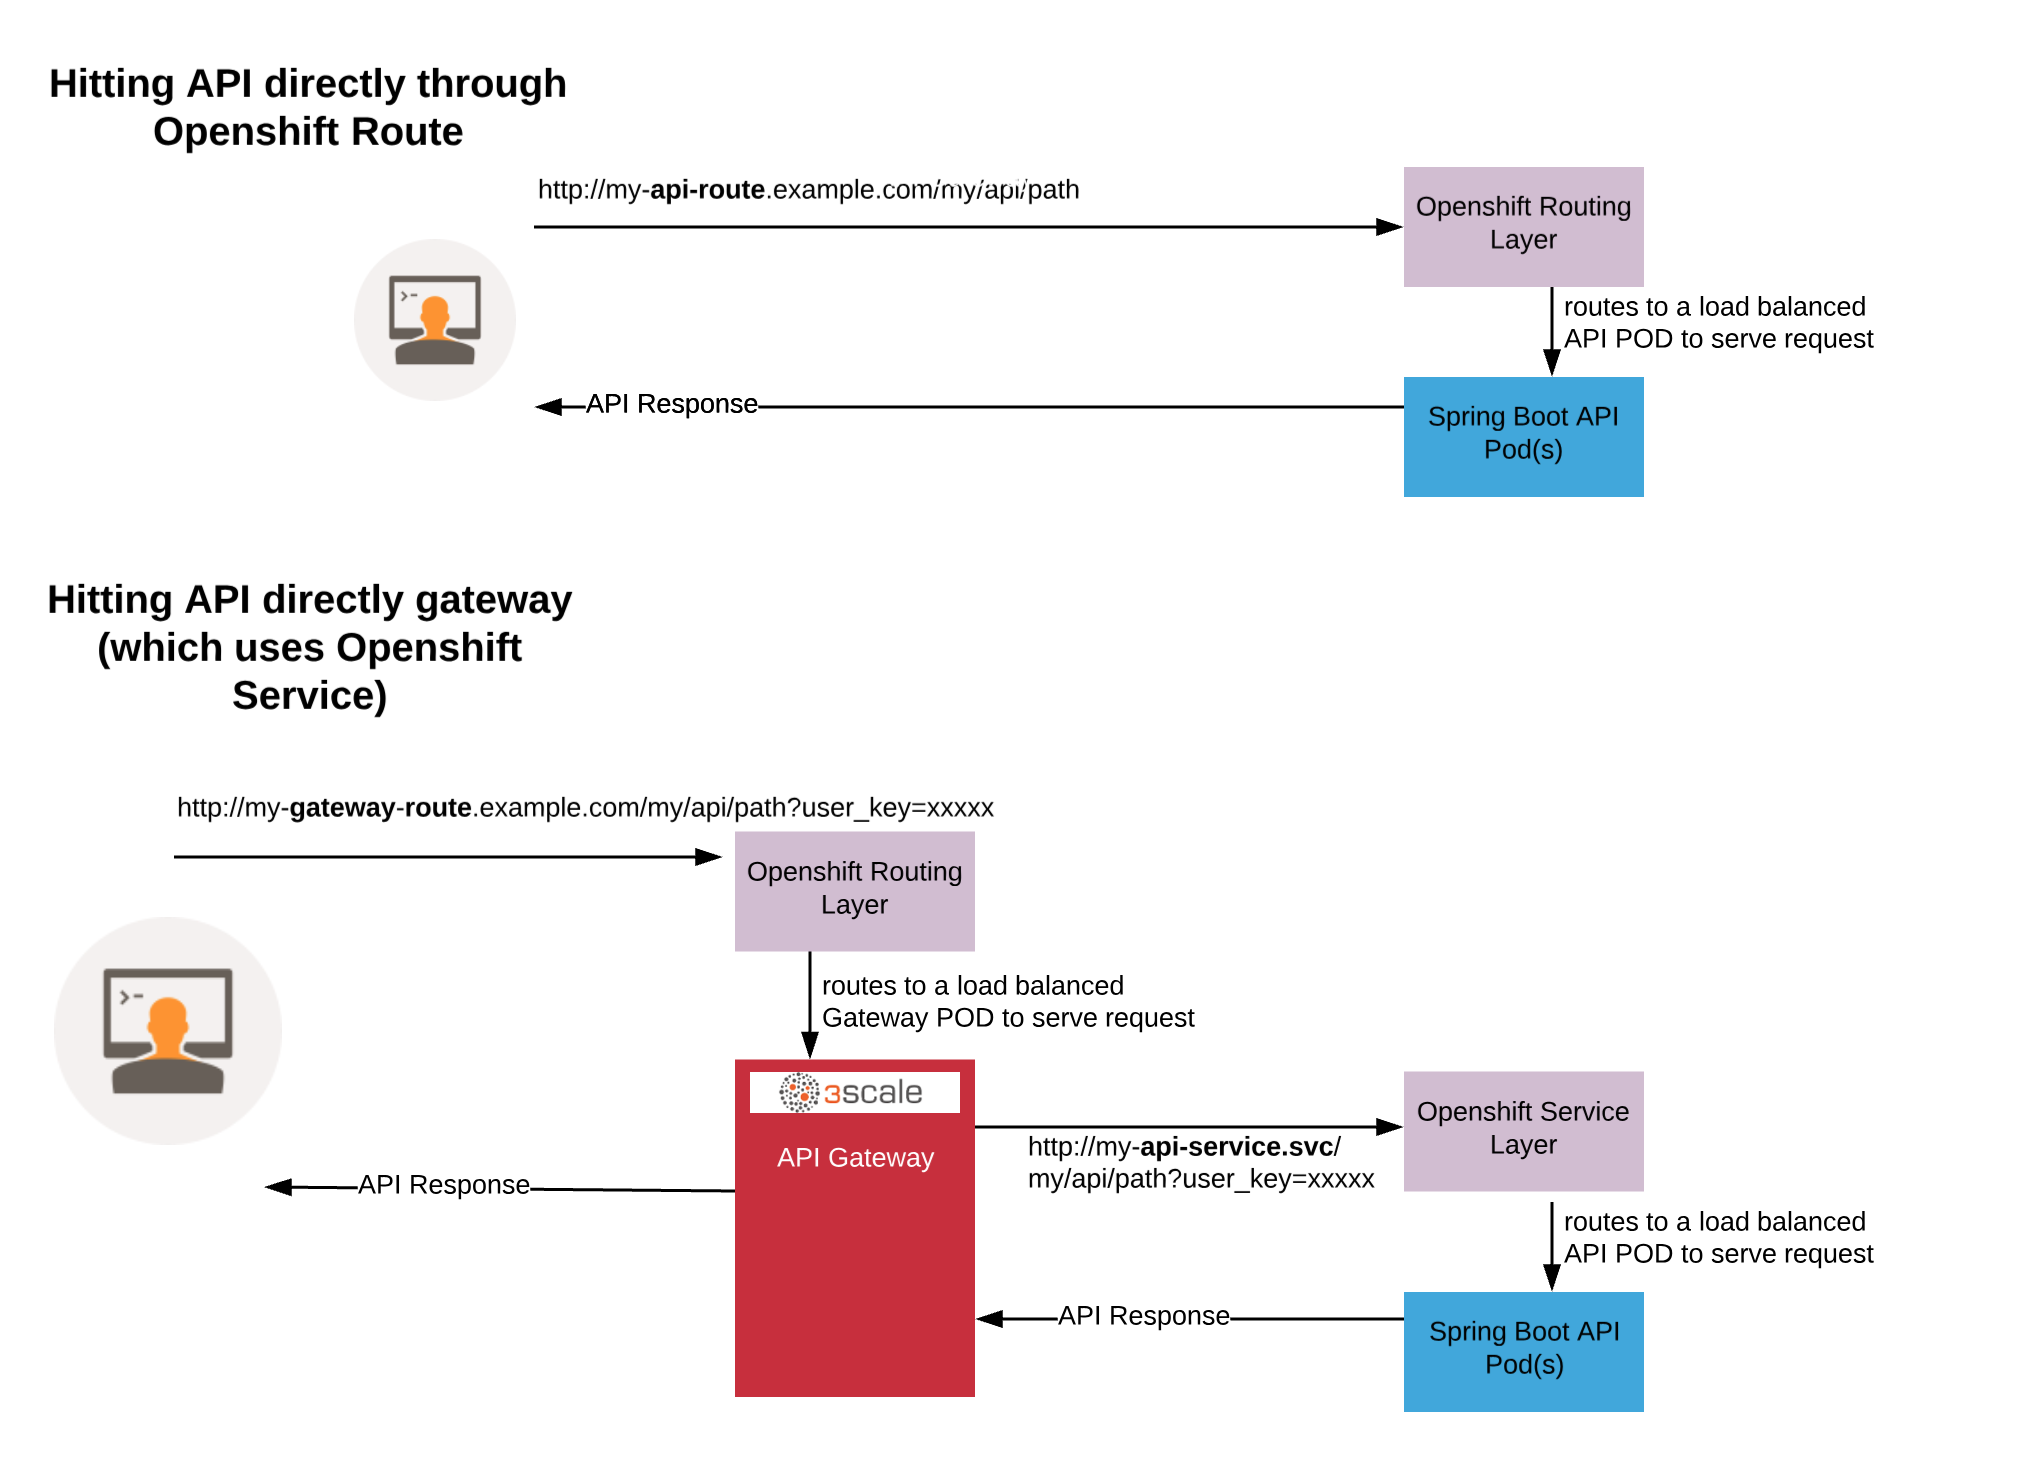 Hitting API directly through
Openshift Route
http://my-api-route.example.com/my/api/path
Openshift Routing
Layer
routes to a load balanced
API POD to serve request
API Response
Spring Boot API
Pod(s)
Hitting API directly gateway
(which uses Openshift
Service)
http://my-gateway-route.example.com/my/api/path?user_key=xxxxx
Openshift Routing
Layer
routes to a load balanced
Gateway POD to serve request
3scale
API Gateway
http://my-api-service.svc/
my/api/path?user_key=xxxxx
Openshift Service
Layer
API Response
routes to a load balanced
API POD to serve request
API Response
Spring Boot API
Pod(s)